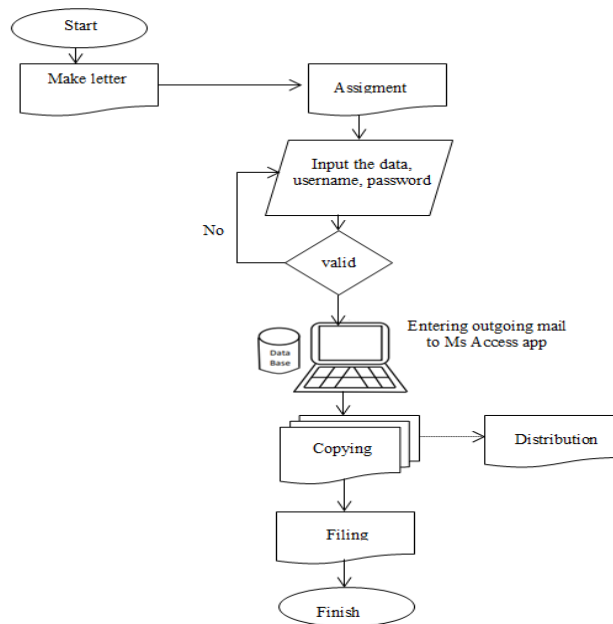 Start
Make letter
Assigment
Input the data,
username, password
No
valid
Entering outgoing mail
to Ms Access app
Data
Base
Copying
Distribution
Filing
Finish